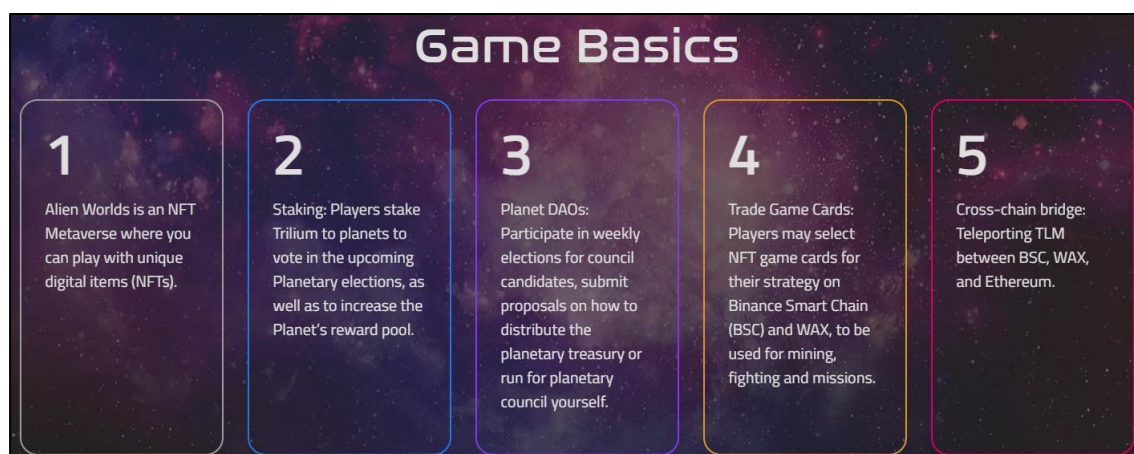 Game Basics
1
Alien Worlds is an NFT
Metaverse where you
can play with unique
digital items (NFTs).
2
Staking: Players stake
Trilium to planets to
vote in the upcoming
Planetary elections, as
well as to increase the
Planet's reward pool.
3
Planet DAOs:
Participate in weekly
elections for council
candidates, submit
proposals on how to
distribute the
planetary treasury or
run for planetary
council yourself.
4
Trade Game Cards:
Players may select
NFT game cards for
their strategy on
Binance Smart Chain
(BSC) and WAX, to be
used for mining,
fighting and missions.
5
Cross-chain bridge:
Teleporting TLM
between BSC, WAX,
and Ethereum.